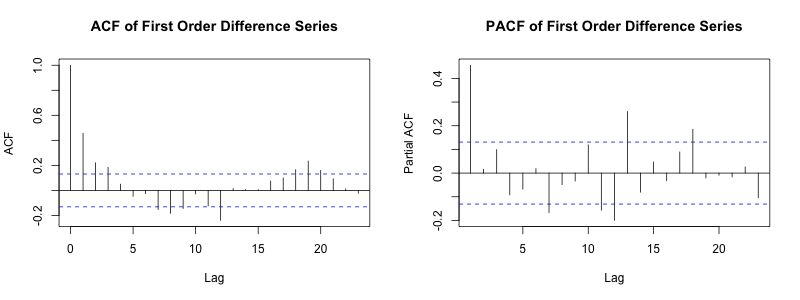 ACF of First Order Difference Series
ACF
1.0
0.6
0.2
-0.2
0 5 10 15 20
Lag
PACF of First Order Difference Series
Partial ACF
0.4
0.2
0.0
-0.2
5 10 15 20
Lag